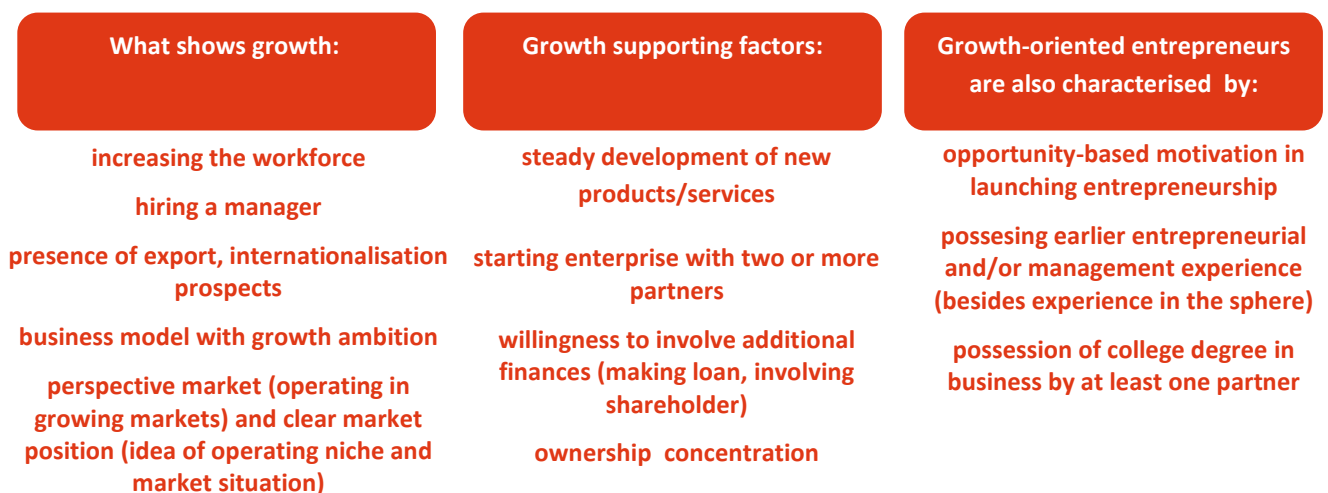 What shows growth:
increasing the workforce
hiring a manager
presence of export, internationalisation
prospects
business model with growth ambition
perspective market (operating in
growing markets) and clear market
position (idea of operating niche and
market situation)
Growth supporting factors:
steady development of new
products/services
starting enterprise with two or more
partners
willingness to involve additional
finances (making loan, involving
shareholder)
ownership concentration
Growth-oriented entrepreneurs
are also characterised by:
opportunity-based motivation in
launching entrepreneurship
possesing earlier entrepreneurial
and/or management experience
(besides experience in the sphere)
possession of college degree in
business by at least one partner